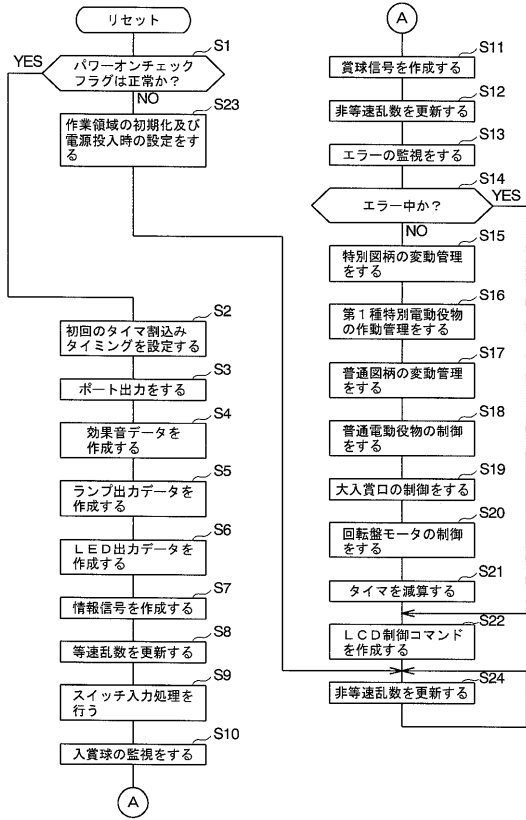 リセット
S1
YES
パワーオンチェック
フラグは正常か？
NO
S23
作業領域の初期化及び
電源投入時の設定をす
る
S2
初回のタイマ割込み
タイミングを設定する
S3
ポート出力をする
S4
効果音データを
作成する
S5
ランプ出力データを
作成する
S6
ＬＥＤ出力データを
作成する
S7
情報信号を作成する
S8
等速乱数を更新する
S9
スイッチ入力処理を
行う
S10
入賞球の監視をする
A
A
S11
賞球信号を作成する
S12
非等速乱数を更新する
S13
エラーの監視をする
S14
エラー中か？
YES
NO
S15
特別図柄の変動管理
をする
S16
第１種特別電動役物
の作動管理をする
S17
普通図柄の変動管理
をする
S18
普通電動役物の制御
をする
S19
大入賞口の制御をする
S20
回転盤モータの制御
をする
S21
タイマを減算する
S22
ＬＣＤ制御コマンド
を作成する
S24
非等速乱数を更新する